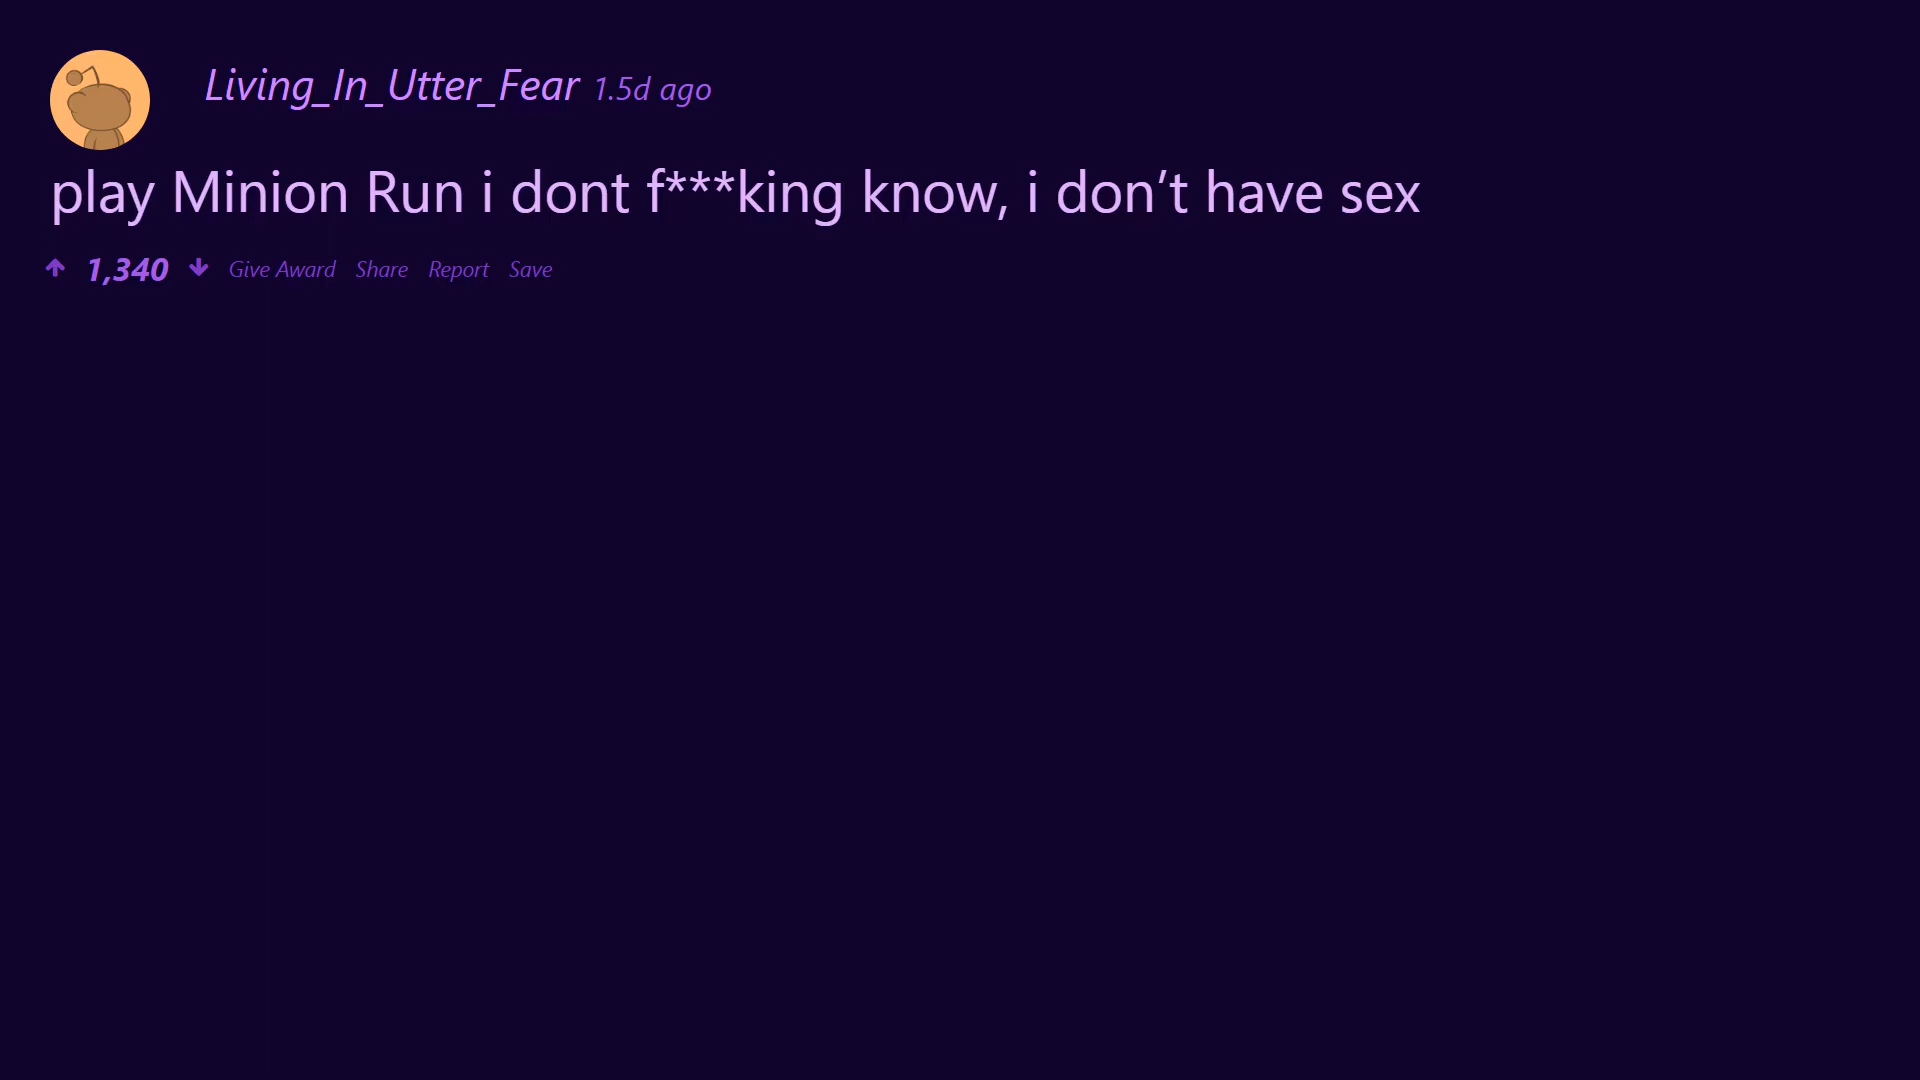 Living_In_Utter_Fear 1.5d ago
play Minion Run i dont f***king know, i don’t have sex
1,340 Give Award Share Report Save